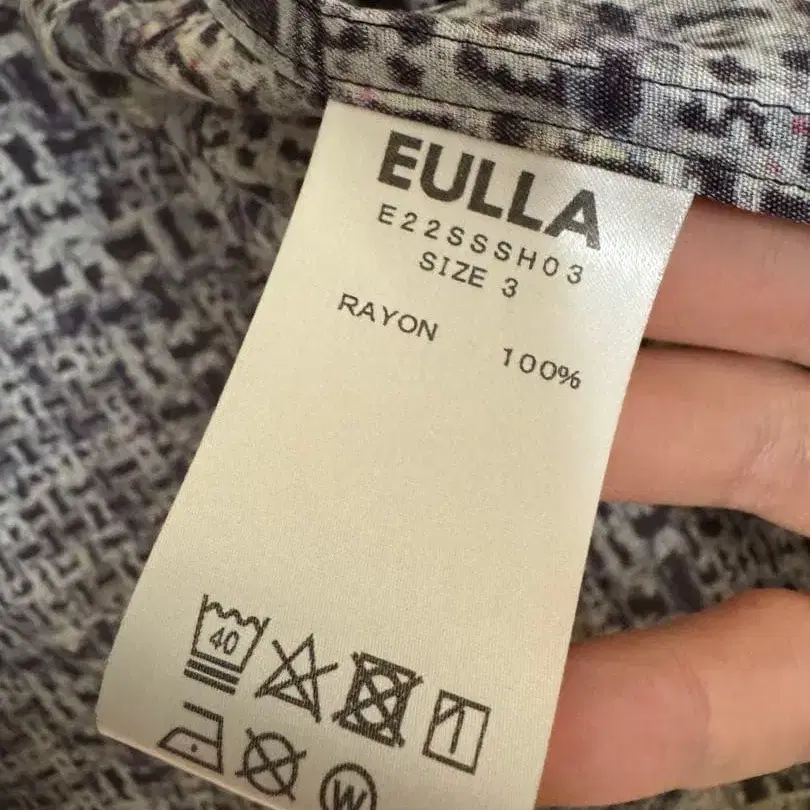 EULLA
E22SSSH03
SIZE 3
RAYON 100%
40
W